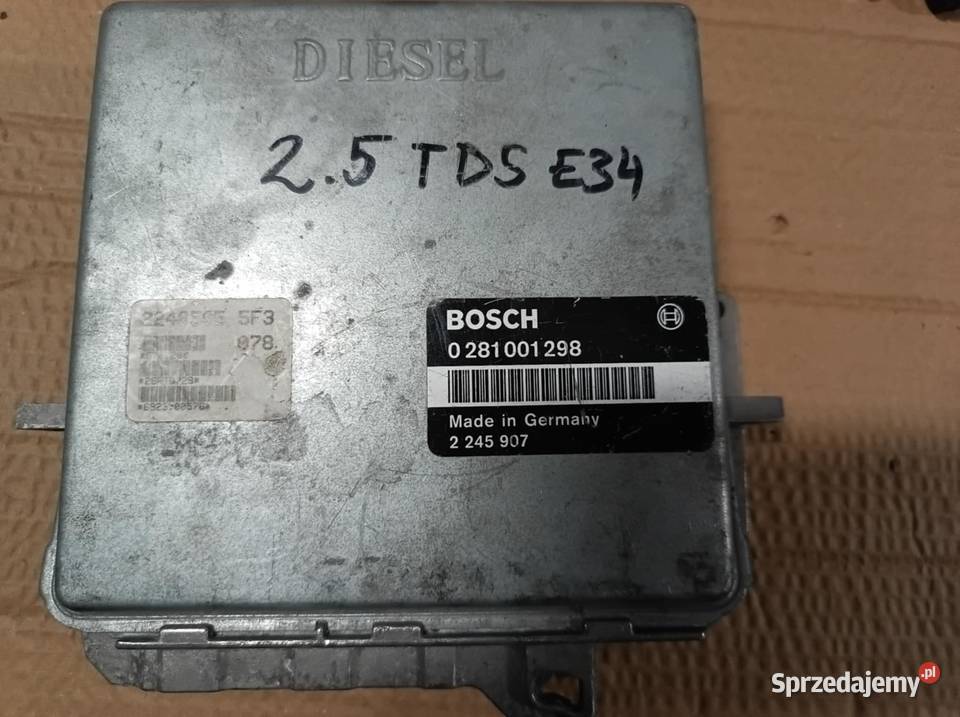 DIESEL
2.5 TDS E34
5F3
078
BOSCH
0 281 001 298
Made in Germany
2 245 907
Sprzedajemy.pl